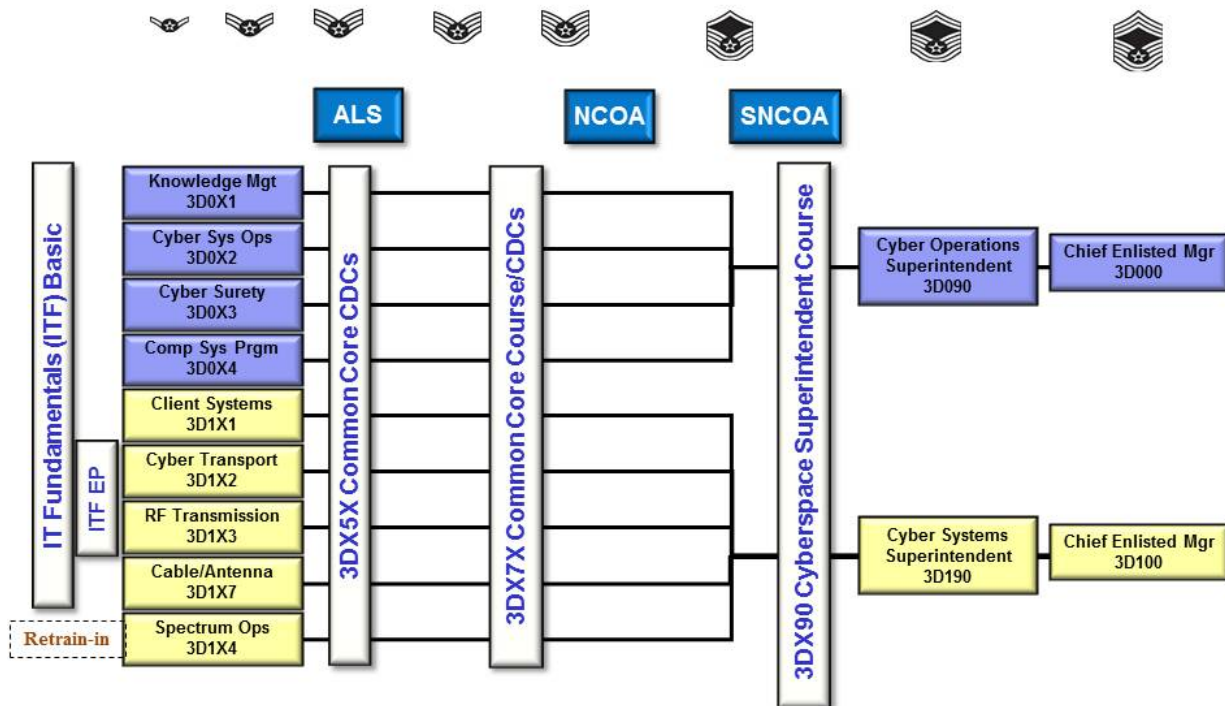 ALS
NCOA
SNCOA
IT Fundamentals (ITF) Basic
ITF EP
Knowledge Mgt
3D0X1
Cyber Sys Ops
3D0X2
Cyber Surety
3D0X3
Comp Sys Prgm
3D0X4
Client Systems
3D1X1
Cyber Transport
3D1X2
RF Transmission
3D1X3
Cable/Antenna
3D1X7
Retrain-in
Spectrum Ops
3D1X4
3DX5X Common Core CDCs
3DX7X Common Core Course/CDCs
3DX90 Cyberspace Superintendent Course
Cyber Operations
Superintendent
3D090
Chief Enlisted Mgr
3D000
Cyber Systems
Superintendent
3D190
Chief Enlisted Mgr
3D100